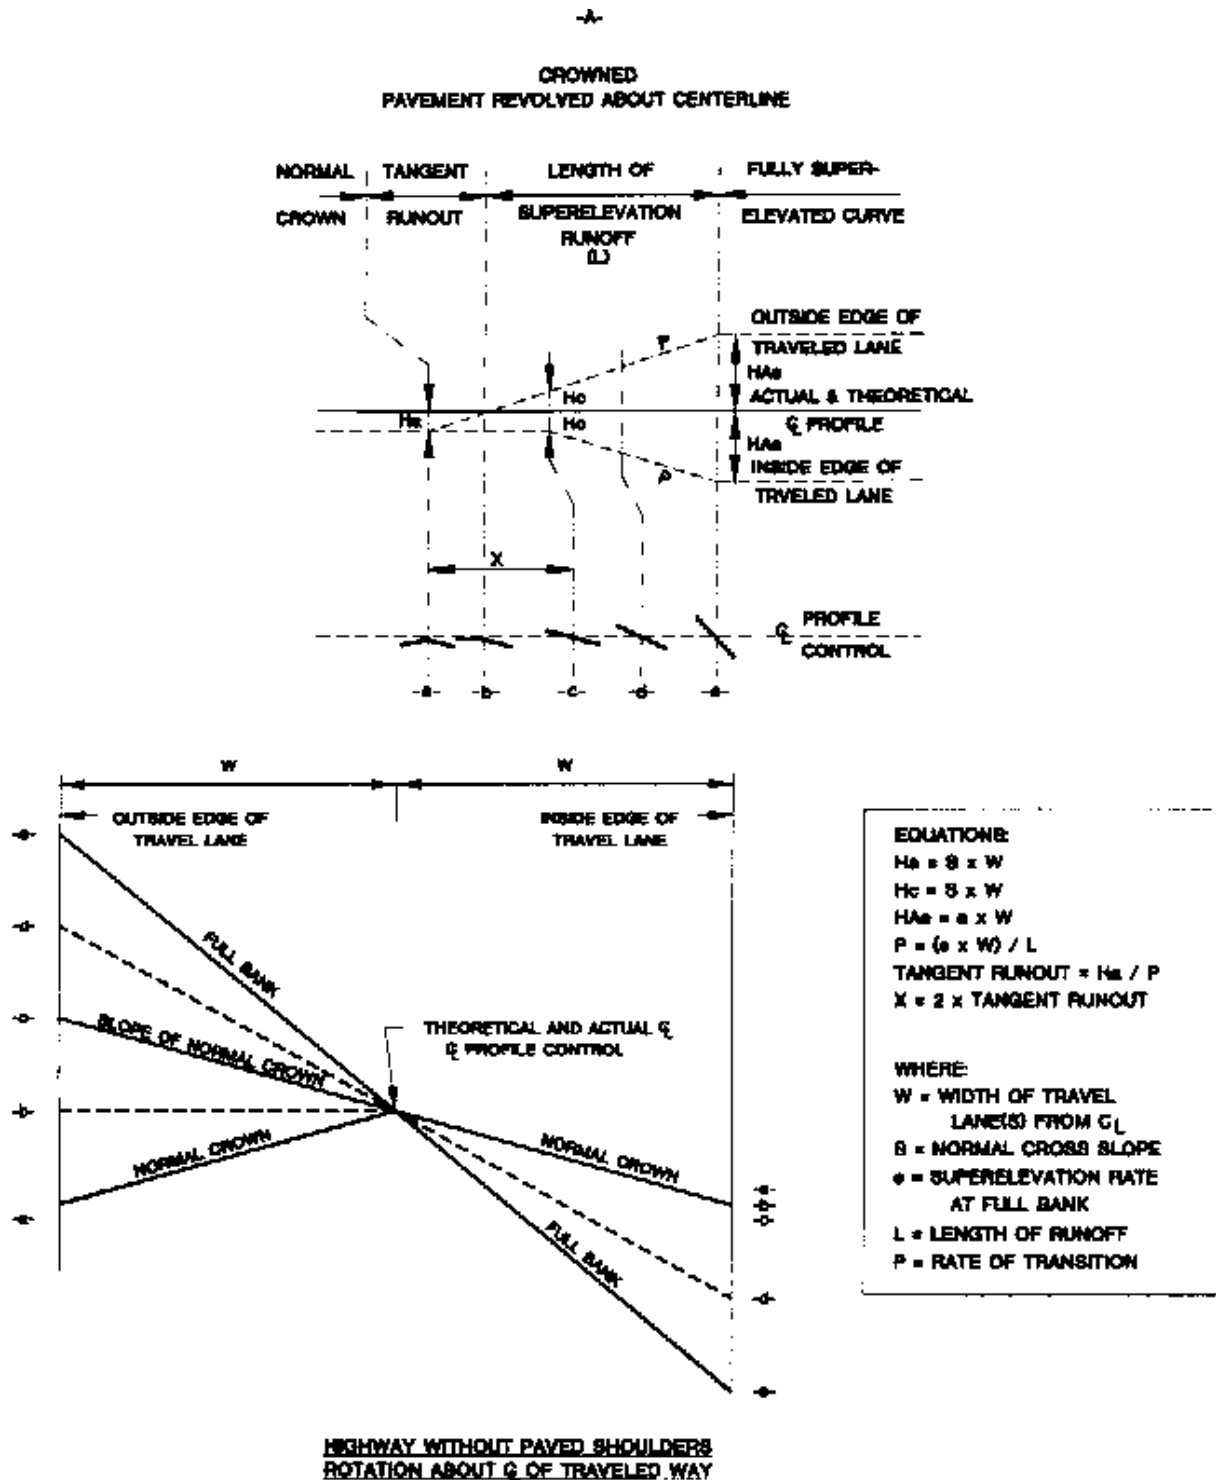 -A-
CROWNED
PAVEMENT REVOLVED ABOUT CENTERLINE
NORMAL TANGENT LENGTH OF FULLY SUPER-
CROWN RUNOUT SUPERELEVATION ELEVATED CURVE
RUNOFF
(L)
OUTSIDE EDGE OF
P TRAVELED LANE
HAe
Hc ACTUAL & THEORETICAL
Ha Hc ℄ PROFILE
HAe
INSIDE EDGE OF
P TRVELED LANE
X
PROFILE
℄
CONTROL
-a- -b- -c- -d- -e-
W W
OUTSIDE EDGE OF INSIDE EDGE OF
TRAVEL LANE TRAVEL LANE
-e-
-d-
FULL BANK
-c-
SLOPE OF NORMAL CROWN
THEORETICAL AND ACTUAL ℄
℄ PROFILE CONTROL
-b-
NORMAL CROWN NORMAL CROWN
-a-
-a-
-b-
-c-
FULL BANK
-d-
-e-
EQUATIONS:
Ha = S x W
Hc = S x W
HAe = e x W
P = (e x W) / L
TANGENT RUNOUT = Ha / P
X = 2 x TANGENT RUNOUT
WHERE:
W = WIDTH OF TRAVEL
LANE(S) FROM CL
S = NORMAL CROSS SLOPE
e = SUPERELEVATION RATE
AT FULL BANK
L = LENGTH OF RUNOFF
P = RATE OF TRANSITION
HIGHWAY WITHOUT PAVED SHOULDERS
ROTATION ABOUT ℄ OF TRAVELED WAY